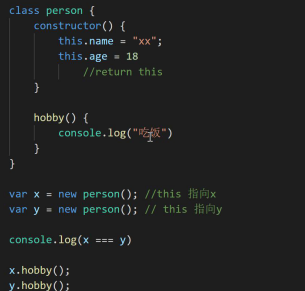 class person {
constructor() {
this.name = "xx";
this.age = 18
//return this
}
hobby() {
console.log("吃饭")
}
}
var x = new person(); //this 指向x
var y = new person(); // this 指向y
console.log(x === y)
x.hobby();
y.hobby();